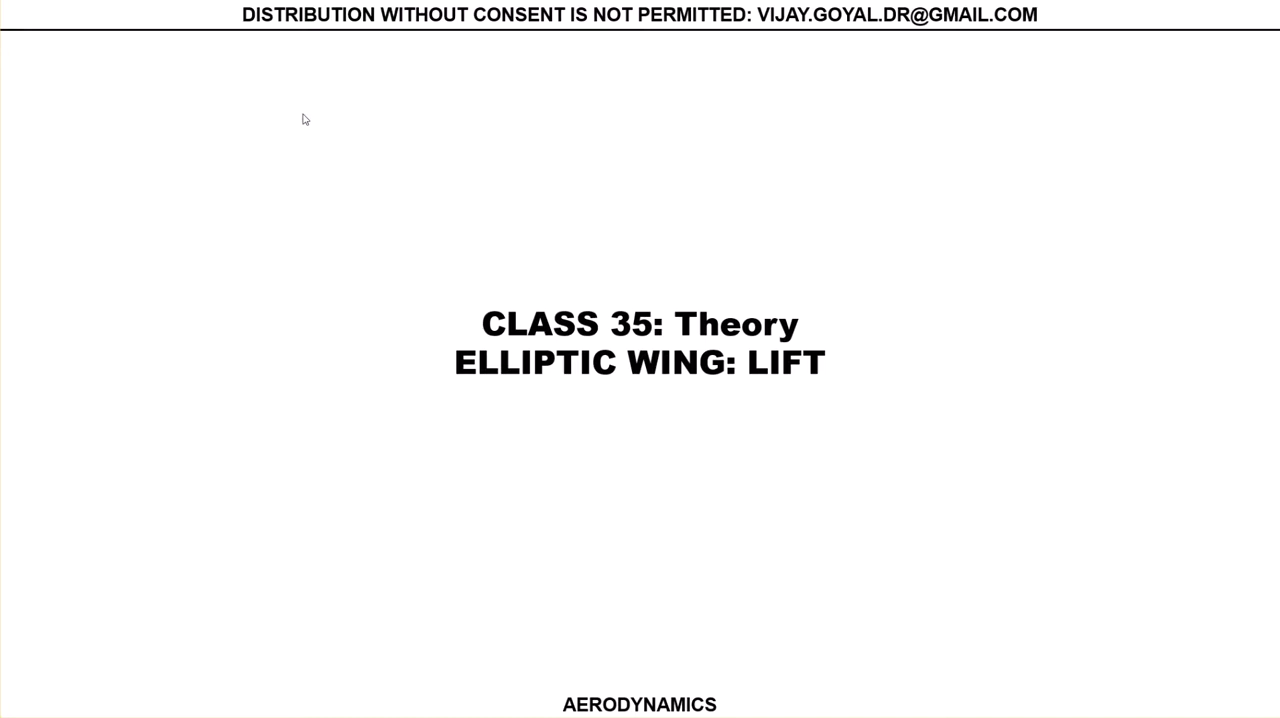 DISTRIBUTION WITHOUT CONSENT IS NOT PERMITTED: VIJAY.GOYAL.DR@GMAIL.COM
CLASS 35: Theory
ELLIPTIC WING: LIFT
AERODYNAMICS